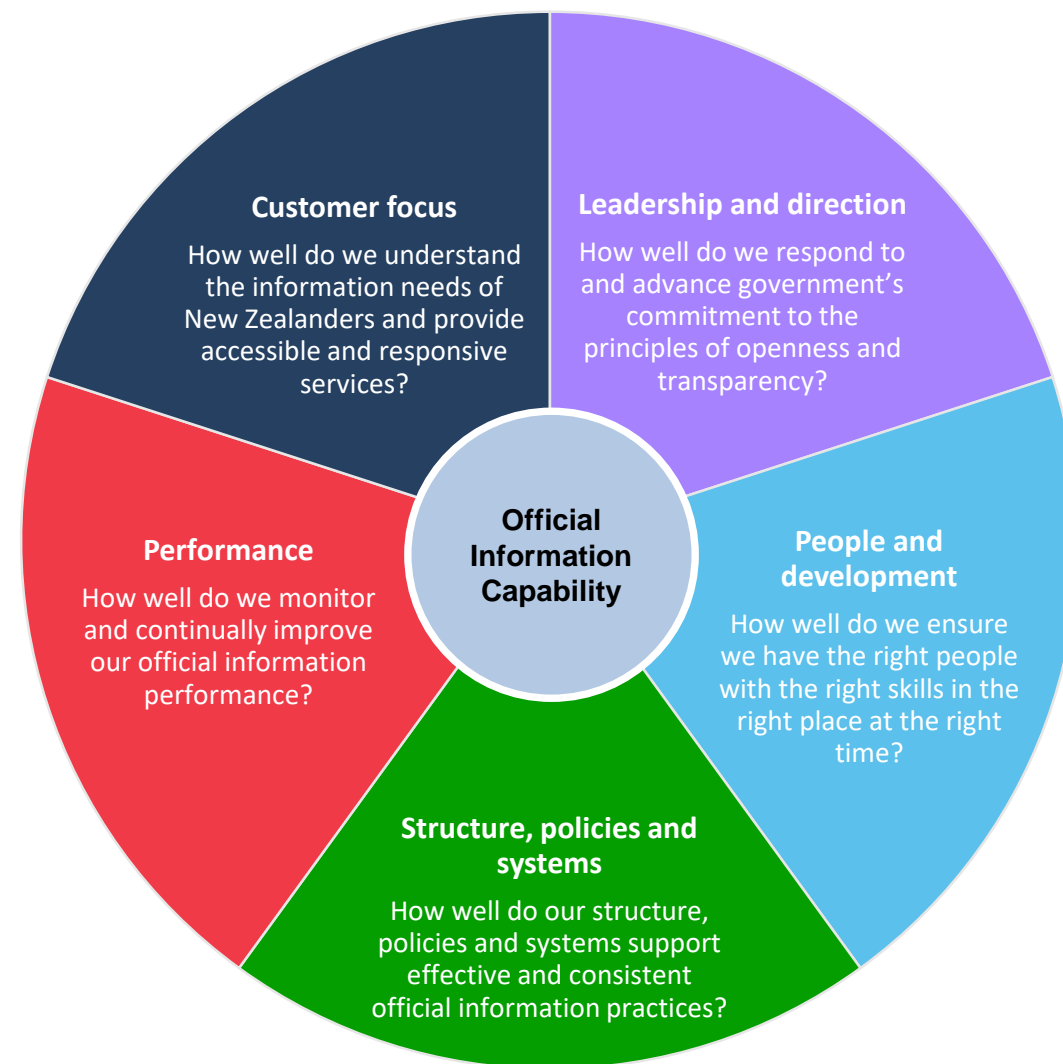 Customer focus
How well do we understand
the information needs of
New Zealanders and provide
accessible and responsive
services?
Leadership and direction
How well do we respond to
and advance government’s
commitment to the
principles of openness and
transparency?
Official
Information
Capability
Performance
How well do we monitor
and continually improve
our official information
performance?
People and
development
How well do we ensure
we have the right people
with the right skills in the
right place at the right
time?
Structure, policies and
systems
How well do our structure,
policies and systems support
effective and consistent
official information practices?